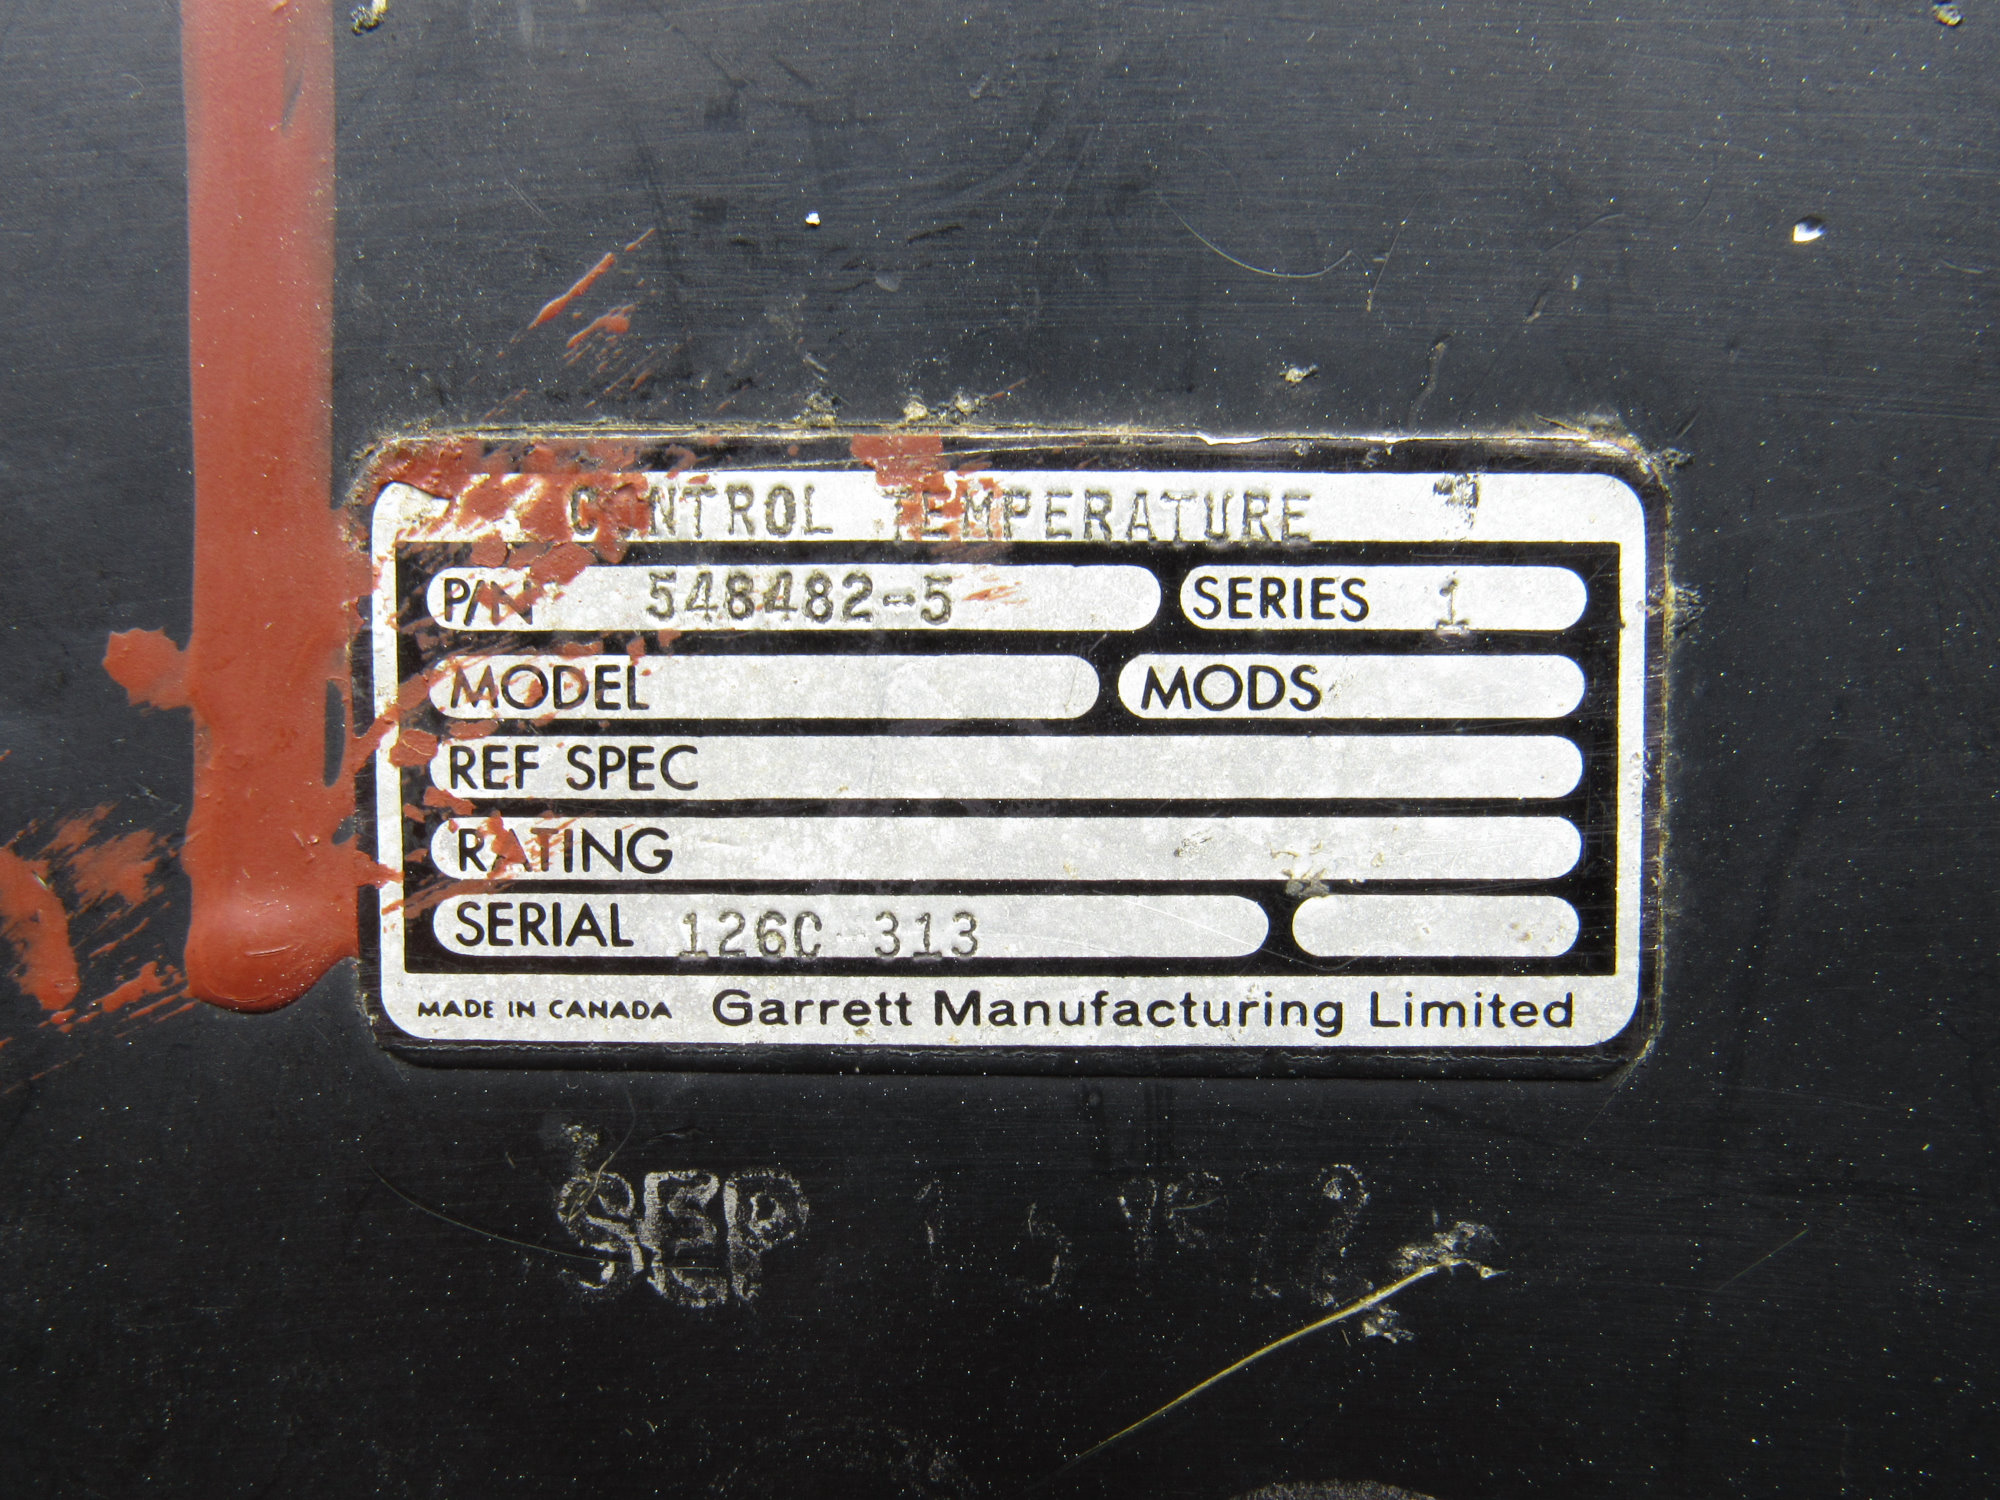 CONTROL TEMPERATURE
P/N 548482-5 SERIES 1
MODEL MODS
REF SPEC
RATING
SERIAL 126C-313
MADE IN CANADA Garrett Manufacturing Limited
SEP